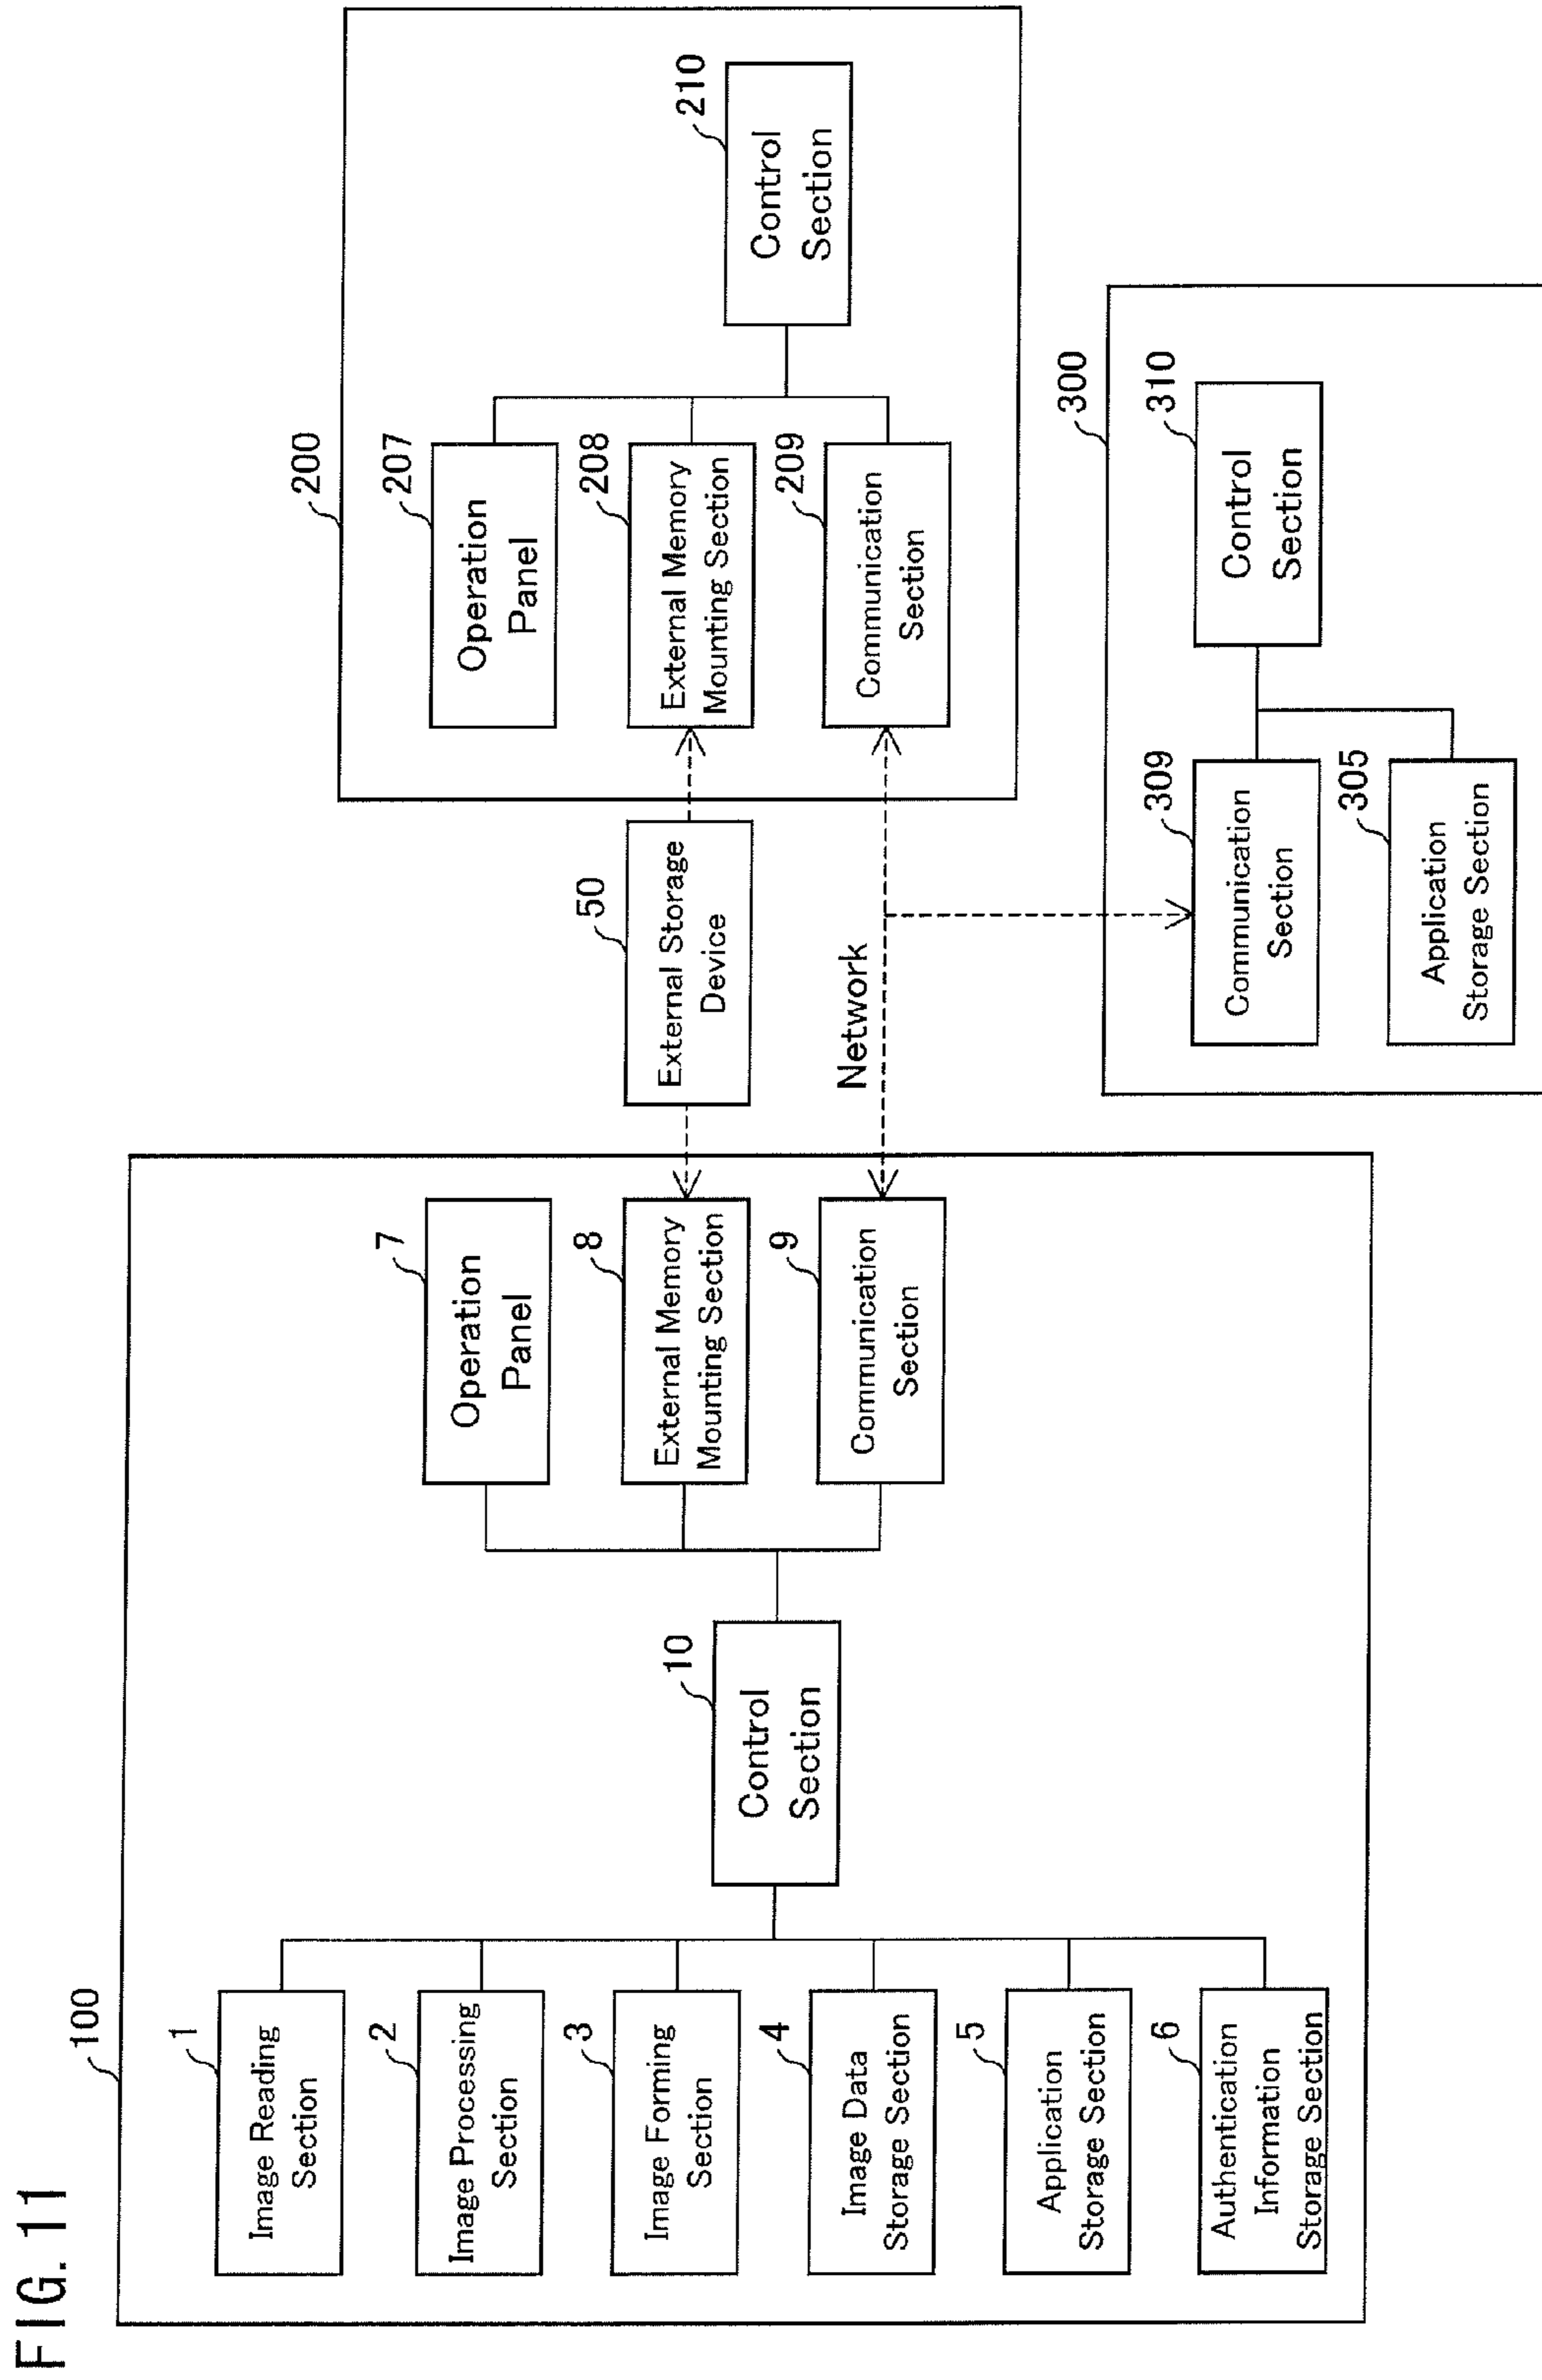 FIG. 11
100
1
Image Reading
Section
2
Image Processing
Section
3
Image Forming
Section
4
Image Data
Storage Section
5
Application
Storage Section
6
Authentication
Information
Storage Section
10
Control
Section
7
Operation
Panel
8
External Memory
Mounting Section
9
Communication
Section
50
External Storage
Device
Network
200
207
Operation
Panel
208
External Memory
Mounting Section
209
Communication
Section
210
Control
Section
300
309
Communication
Section
305
Application
Storage Section
310
Control
Section